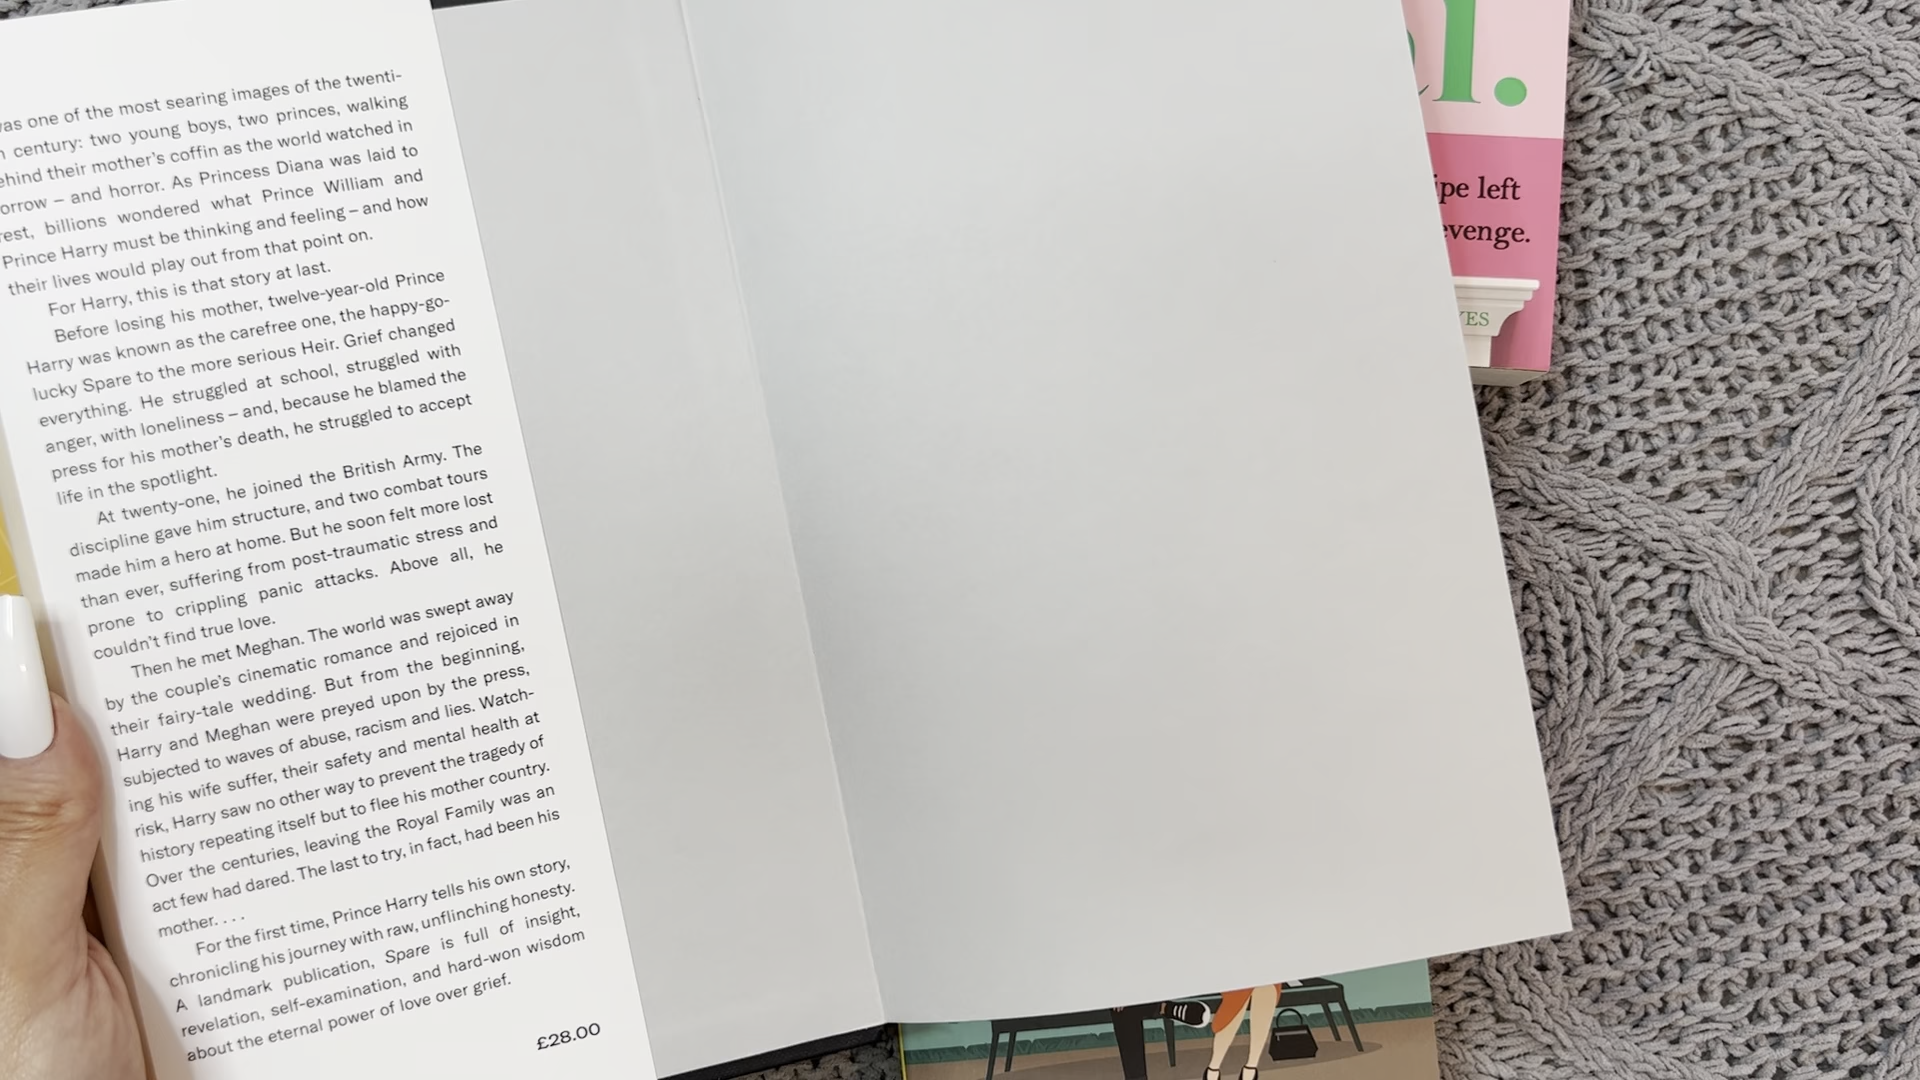 was one of the most searing images of the twenti-
century: two young boys, two princes, walking
behind their mother's coffin as the world watched in
sorrow – and horror. As Princess Diana was laid to
rest, billions wondered what Prince William and
Prince Harry must be thinking and feeling – and how
their lives would play out from that point on.
For Harry, this is that story at last.
Before losing his mother, twelve-year-old Prince
Harry was known as the carefree one, the happy-go-
lucky Spare to the more serious Heir. Grief changed
everything. He struggled at school, struggled with
anger, with loneliness – and, because he blamed the
press for his mother's death, he struggled to accept
life in the spotlight.
At twenty-one, he joined the British Army. The
discipline gave him structure, and two combat tours
made him a hero at home. But he soon felt more lost
than ever, suffering from post-traumatic stress and
prone to crippling panic attacks. Above all, he
couldn't find true love.
Then he met Meghan. The world was swept away
by the couple's cinematic romance and rejoiced in
their fairy-tale wedding. But from the beginning,
Harry and Meghan were preyed upon by the press,
subjected to waves of abuse, racism and lies. Watch-
ing his wife suffer, their safety and mental health at
risk, Harry saw no other way to prevent the tragedy of
history repeating itself but to flee his mother country.
Over the centuries, leaving the Royal Family was an
act few had dared. The last to try, in fact, had been his
mother. . . .
For the first time, Prince Harry tells his own story,
chronicling his journey with raw, unflinching honesty.
A landmark publication, Spare is full of insight,
revelation, self-examination, and hard-won wisdom
about the eternal power of love over grief.
£28.00
l.
ipe left
evenge.
YES